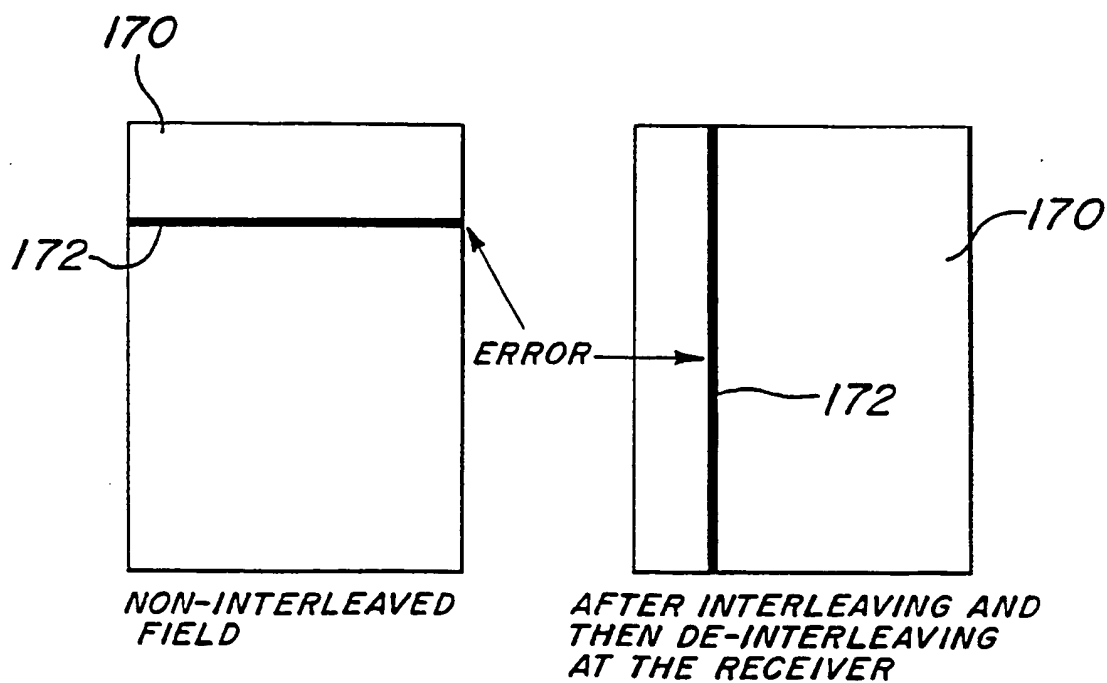 170
170
172
ERROR
172
NON-INTERLEAVED
FIELD
AFTER INTERLEAVING AND
THEN DE-INTERLEAVING
AT THE RECEIVER